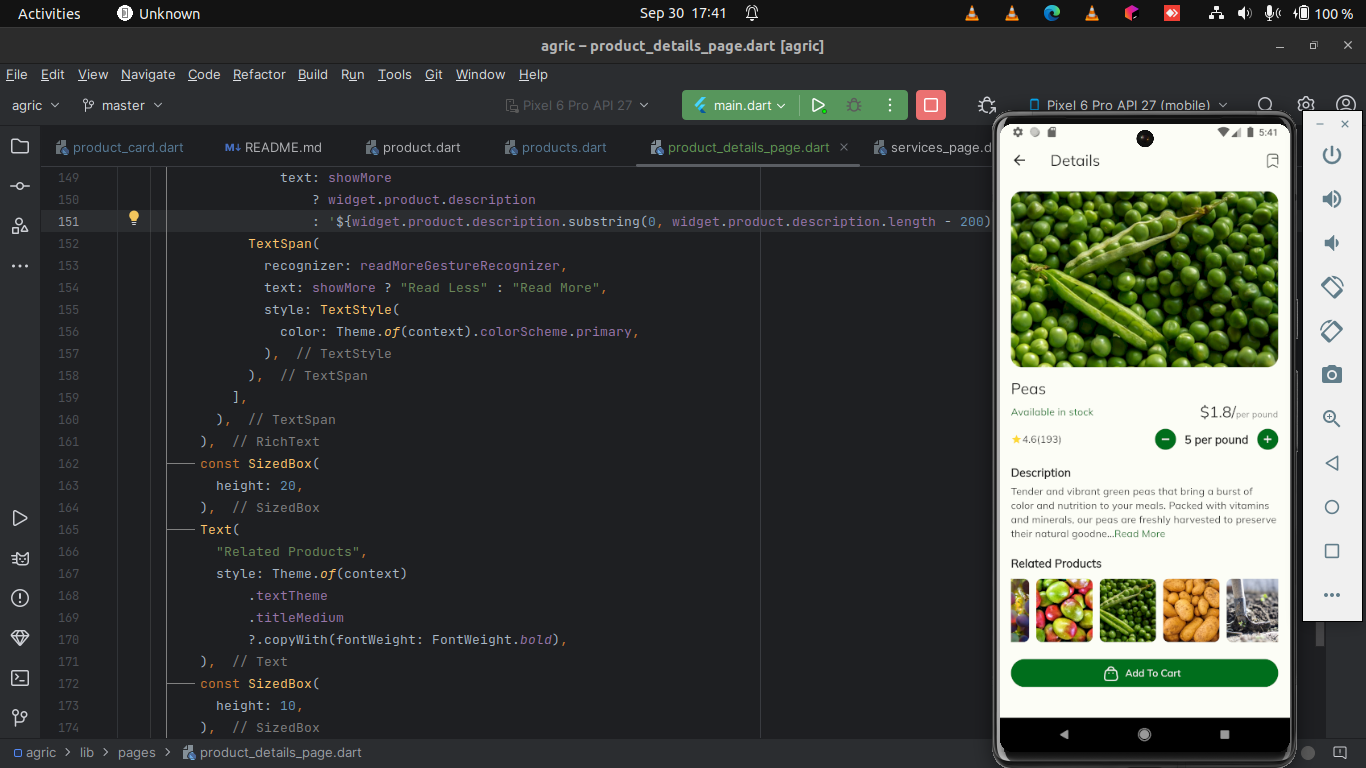 Activities
Unknown
Sep 30 17:41
100 %
agric – product_details_page.dart [agric]
File Edit View Navigate Code Refactor Build Run Tools Git Window Help
agric
master
Pixel 6 Pro API 27
main.dart
Pixel 6 Pro API 27 (mobile)
product_card.dart
M↓ README.md
product.dart
products.dart
product_details_page.dart
services_page.d
149 text: showMore
150 ? widget.product.description
151 : '${widget.product.description.substring(0, widget.product.description.length - 200)
152 TextSpan(
153 recognizer: readMoreGestureRecognizer,
154 text: showMore ? "Read Less" : "Read More",
155 style: TextStyle(
156 color: Theme.of(context).colorScheme.primary,
157 ), // TextStyle
158 ), // TextSpan
159 ],
160 ), // TextSpan
161 ), // RichText
162 const SizedBox(
163 height: 20,
164 ), // SizedBox
165 Text(
166 "Related Products",
167 style: Theme.of(context)
168 .textTheme
169 .titleMedium
170 ?.copyWith(fontWeight: FontWeight.bold),
171 ), // Text
172 const SizedBox(
173 height: 10,
174 ), // SizedBox
agric > lib > pages > product_details_page.dart
5:41
Details
Peas
Available in stock
$1.8/per pound
4.6(193)
5 per pound
Description
Tender and vibrant green peas that bring a burst of
color and nutrition to your meals. Packed with vitamins
and minerals, our peas are freshly harvested to preserve
their natural goodne...Read More
Related Products
Add To Cart